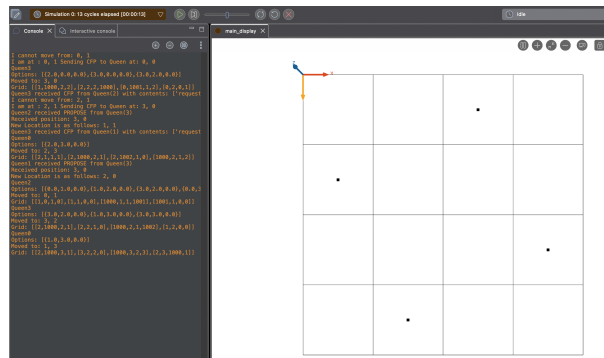 Simulation 0: 13 cycles elapsed [00:00:13]
Idle
Console
Interactive console
main_display
I cannot move from: 0, 1
I am at : 0, 1 Sending CFP to Queen at: 0, 0
Queen3
Options: [{2.0,0.0,0.0},{3.0,0.0,0.0},{3.0,2.0,0.0}]
Moved to: 3, 0
Grid: [[1,1000,2,2],[2,2,2,1000],[0,1001,1,2],[0,2,0,1]]
Queen3 received CFP from Queen(2) with contents: ['request
I cannot move from: 2, 1
I am at : 2, 1 Sending CFP to Queen at: 3, 0
Queen2 received PROPOSE from Queen(3)
Received position: 3, 0
New Location is as follows: 1, 1
Queen3 received CFP from Queen(1) with contents: ['request
Queen0
Options: [{2.0,3.0,0.0}]
Moved to: 2, 3
Grid: [[2,1,1,1],[2,1000,2,1],[2,1002,1,0],[1000,2,1,2]]
Queen1 received PROPOSE from Queen(3)
Received position: 3, 0
New Location is as follows: 2, 0
Queen2
Options: [{0.0,1.0,0.0},{1.0,2.0,0.0},{3.0,2.0,0.0},{0.0,3
Moved to: 0, 1
Grid: [[1,0,1,0],[1,1,0,0],[1000,1,1,1001],[1001,1,0,0]]
Queen3
Options: [{3.0,2.0,0.0},{1.0,3.0,0.0},{3.0,3.0,0.0}]
Moved to: 3, 2
Grid: [[2,1000,2,1],[2,2,1,0],[1000,2,1,1002],[1,2,0,0]]
Queen0
Options: [{1.0,3.0,0.0}]
Moved to: 1, 3
Grid: [[2,1000,3,1],[3,2,2,0],[1000,3,2,3],[2,3,1000,1]]